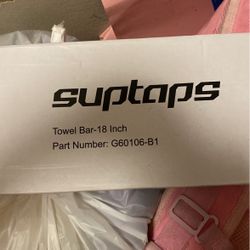 suptaps
Towel Bar-18 Inch
Part Number: G60106-B1